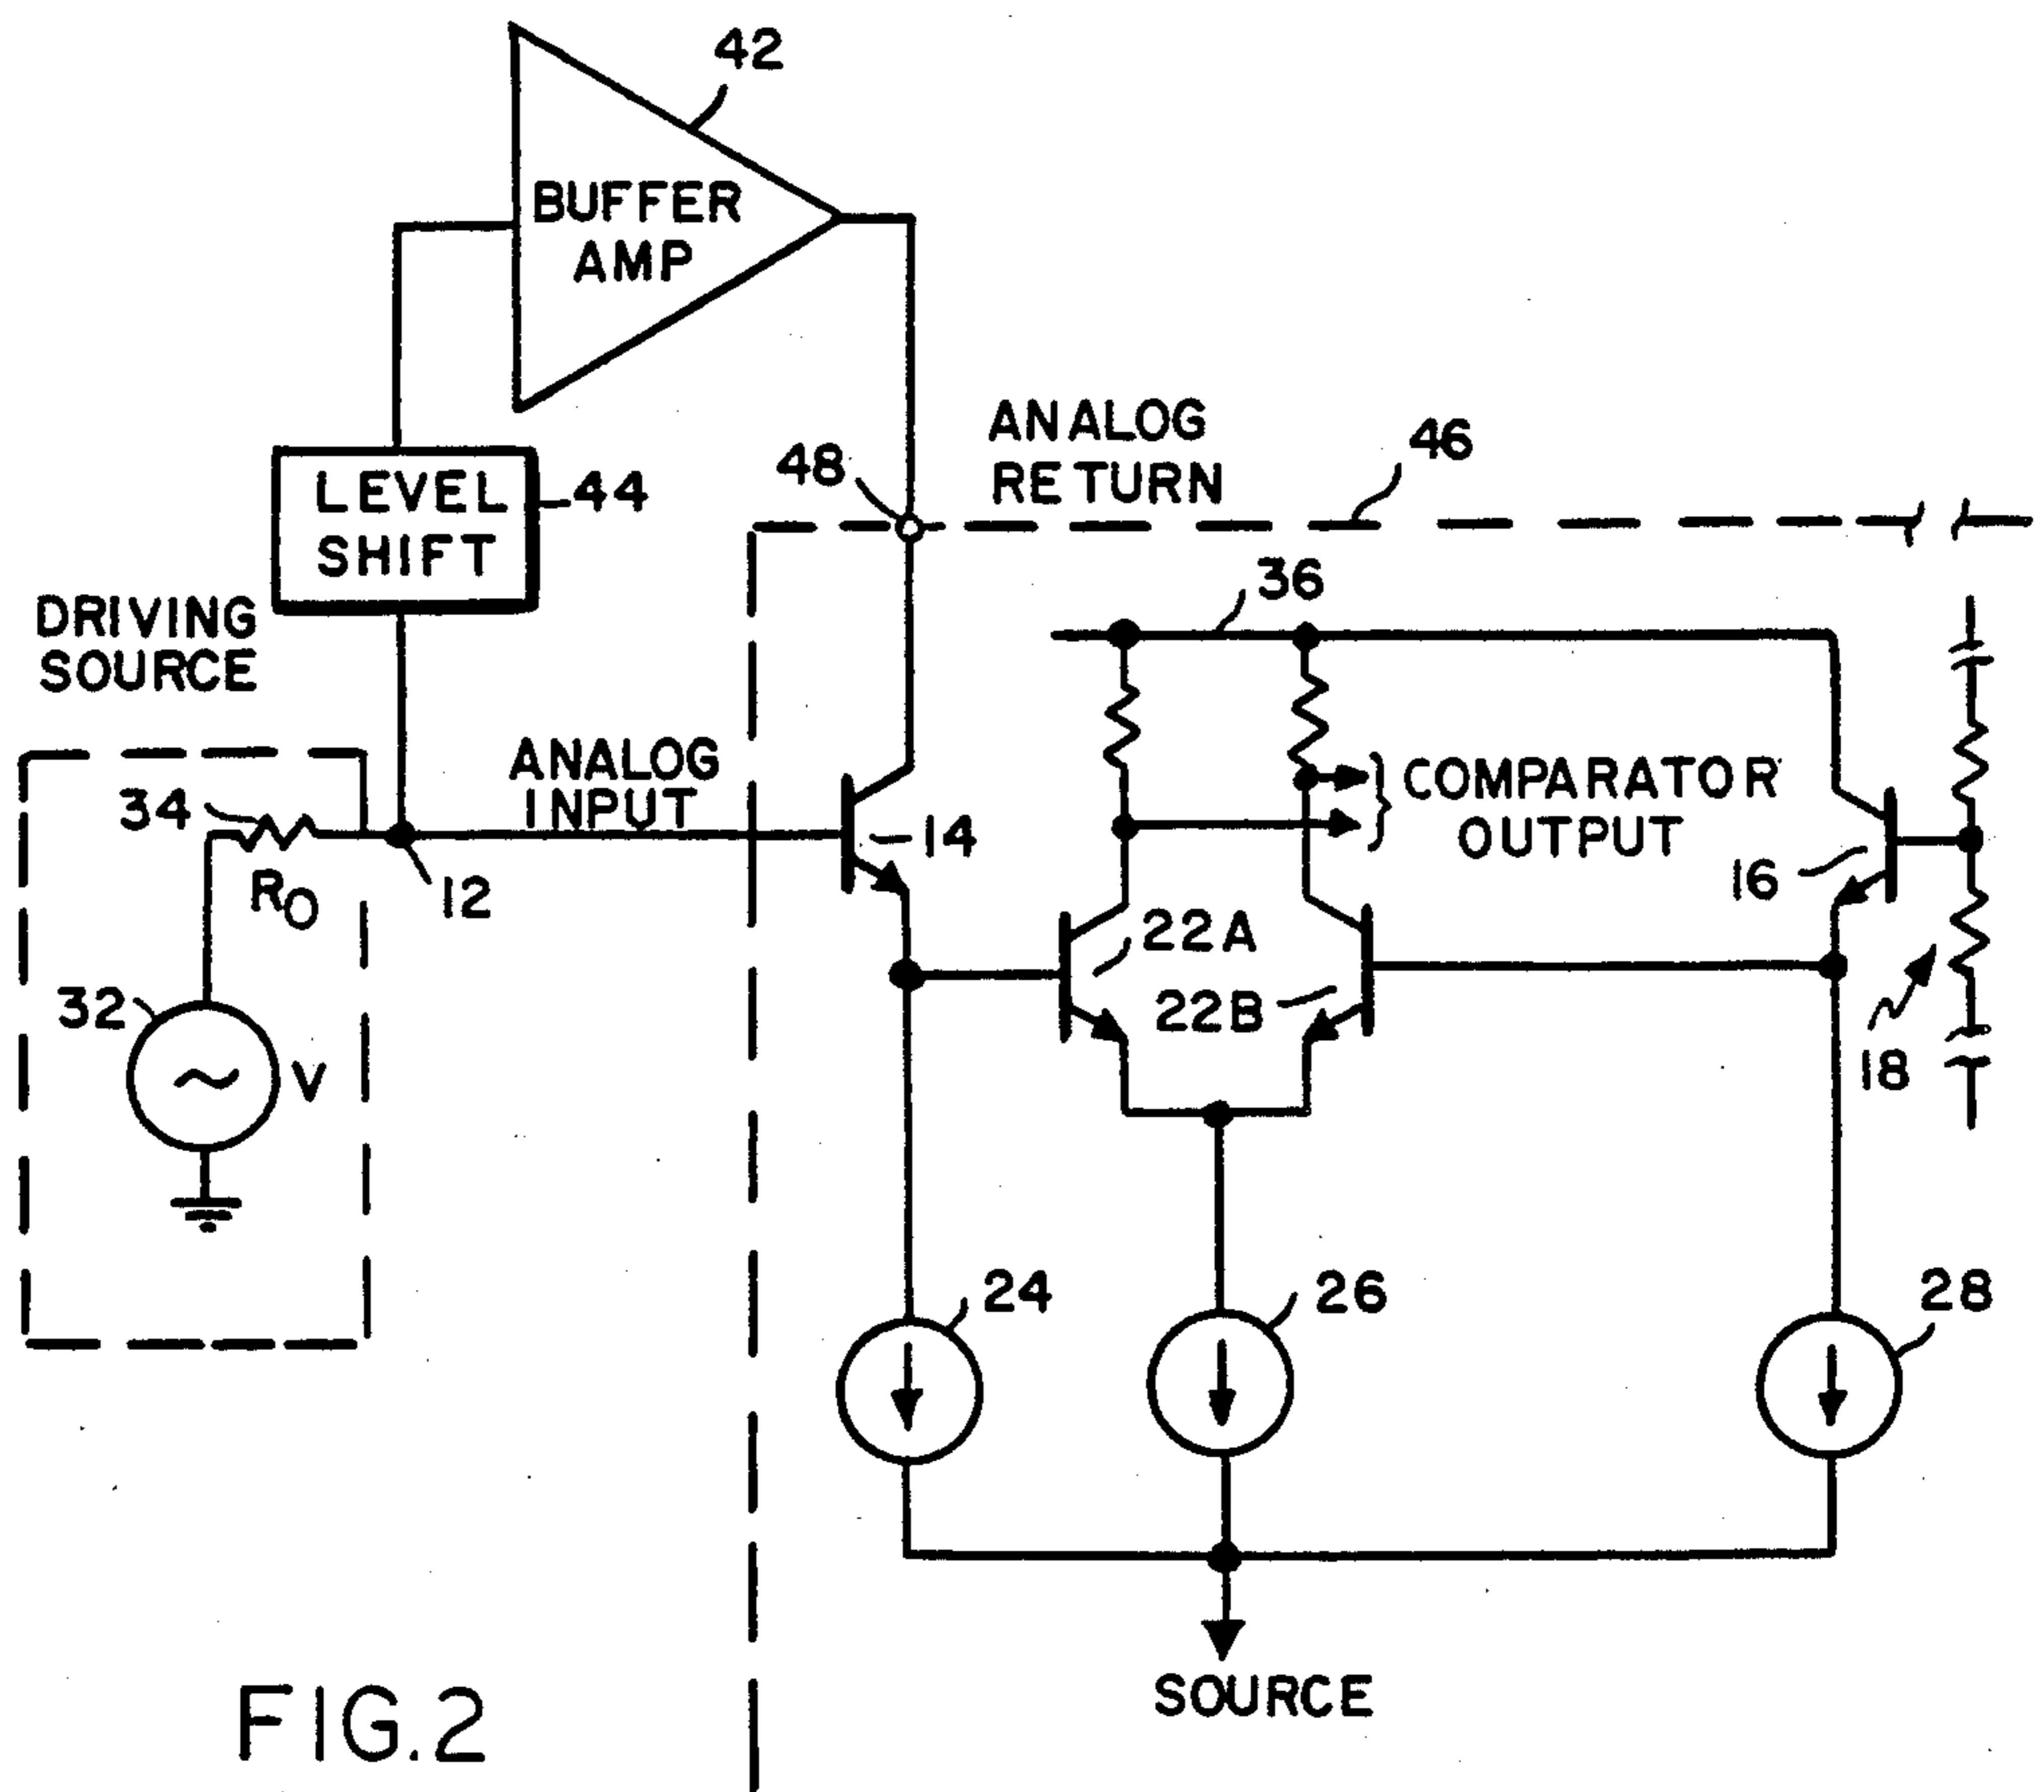 42
BUFFER
AMP
ANALOG
RETURN
48
46
LEVEL
SHIFT
44
36
DRIVING
SOURCE
ANALOG
INPUT
COMPARATOR
OUTPUT
34
14
16
RO
12
22A
22B
32
V
18
24
26
28
SOURCE
FIG.2